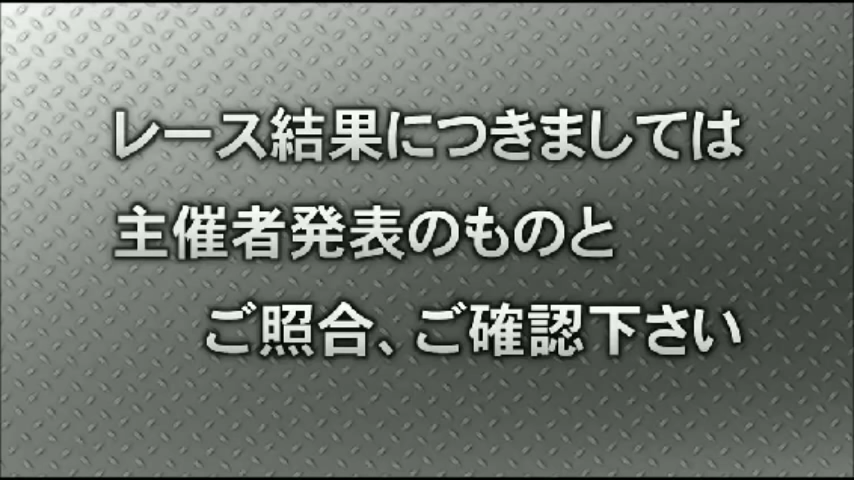 レース結果につきましては
主催者発表のものと
ご照合、ご確認下さい